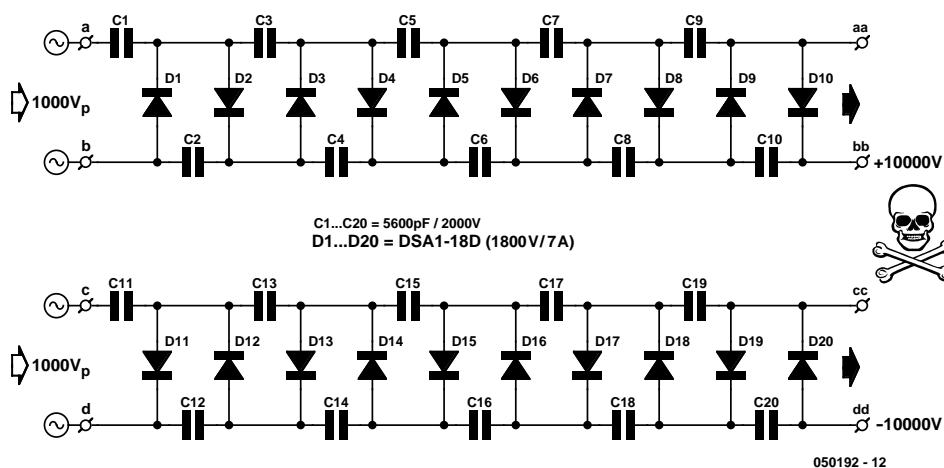 C1 C3 C5 C7 C9
a aa
D1 D2 D3 D4 D5 D6 D7 D8 D9 D10
1000Vp
C2 C4 C6 C8 C10
b bb
+10000V
C1...C20 = 5600pF / 2000V
D1...D20 = DSA1-18D (1800V/7A)
C11 C13 C15 C17 C19
c cc
D11 D12 D13 D14 D15 D16 D17 D18 D19 D20
1000Vp
C12 C14 C16 C18 C20
d dd
-10000V
050192 - 12